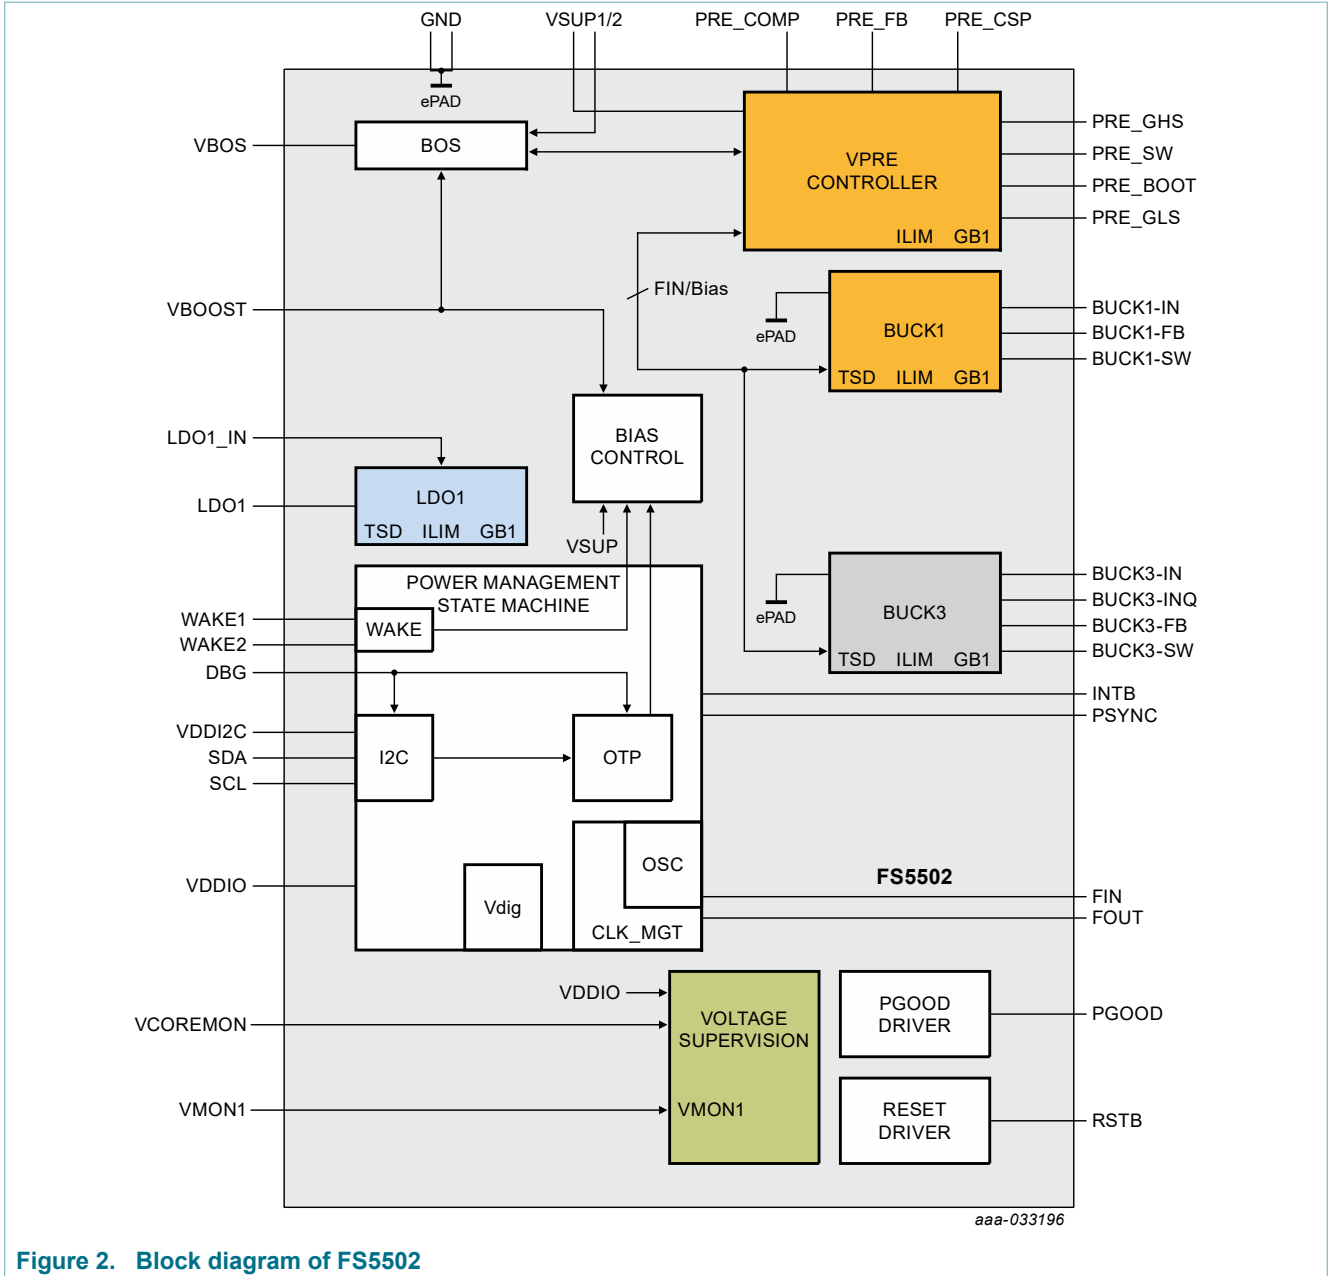 GND
VSUP1/2
PRE_COMP
PRE_FB
PRE_CSP
ePAD
VBOS
BOS
VPRE
CONTROLLER
ILIM GB1
PRE_GHS
PRE_SW
PRE_BOOT
PRE_GLS
FIN/Bias
VBOOST
ePAD
BUCK1
TSD ILIM GB1
BUCK1-IN
BUCK1-FB
BUCK1-SW
BIAS
CONTROL
LDO1_IN
LDO1
LDO1
TSD ILIM GB1
VSUP
POWER MANAGEMENT
STATE MACHINE
ePAD
BUCK3
TSD ILIM GB1
BUCK3-IN
BUCK3-INQ
BUCK3-FB
BUCK3-SW
WAKE1
WAKE2
WAKE
DBG
INTB
PSYNC
VDDI2C
SDA
SCL
I2C
OTP
OSC
VDDIO
Vdig
CLK_MGT
FS5502
FIN
FOUT
VDDIO
VCOREMON
VOLTAGE
SUPERVISION
PGOOD
DRIVER
PGOOD
VMON1
VMON1
RESET
DRIVER
RSTB
aaa-033196
Figure 2. Block diagram of FS5502